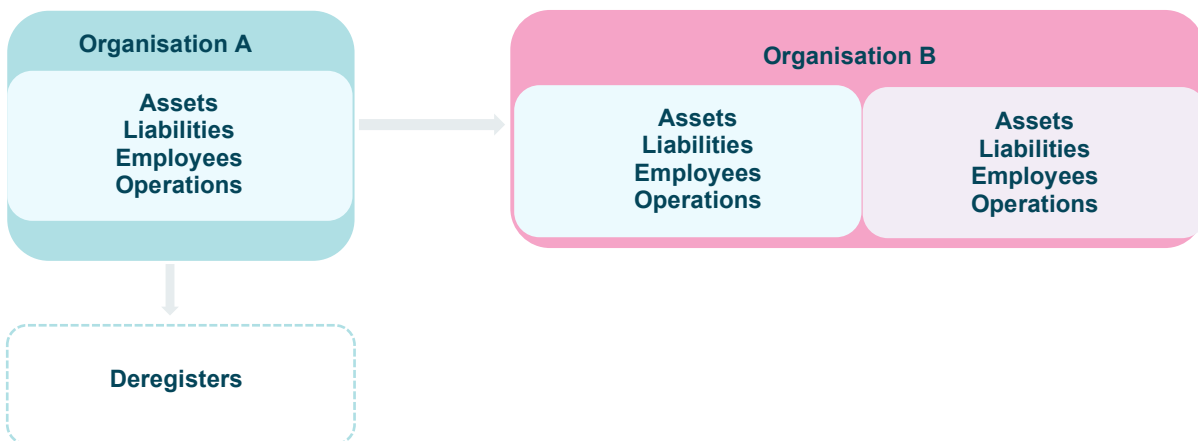 Organisation A
Assets
Liabilities
Employees
Operations
Organisation B
Assets
Liabilities
Employees
Operations
Assets
Liabilities
Employees
Operations
Deregisters